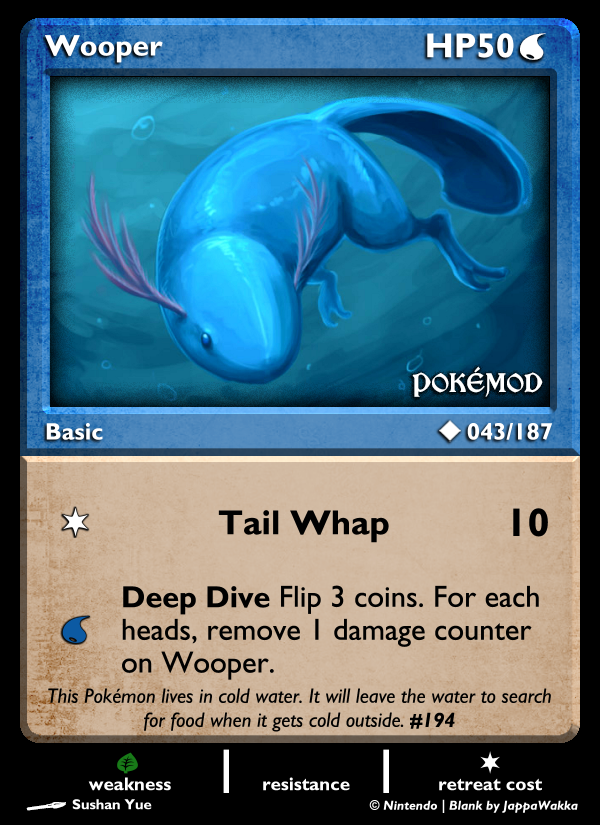 Wooper HP50
POKÉMOD
Basic 043/187
Tail Whap 10
Deep Dive Flip 3 coins. For each
heads, remove 1 damage counter
on Wooper.
This Pokémon lives in cold water. It will leave the water to search
for food when it gets cold outside. #194
weakness resistance retreat cost
Sushan Yue © Nintendo | Blank by JappaWakka